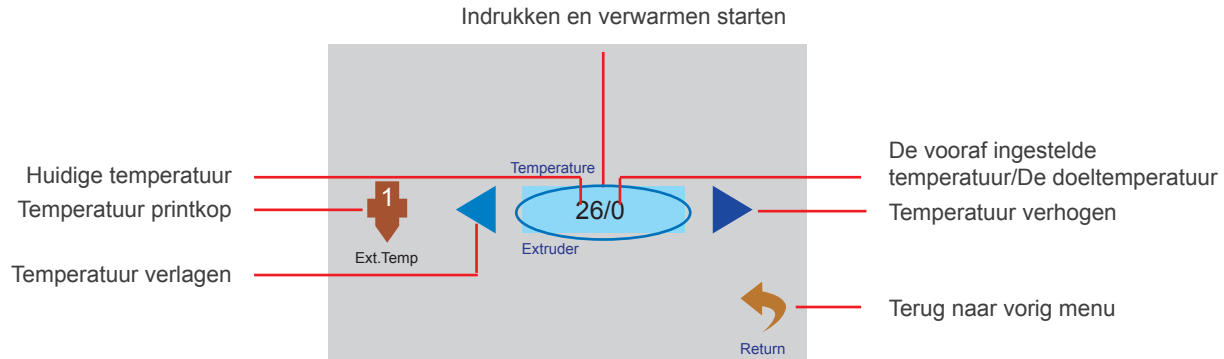 Indrukken en verwarmen starten
Huidige temperatuur
Temperatuur printkop
Temperatuur verlagen
1
Ext.Temp
Temperature
26/0
Extruder
Return
De vooraf ingestelde
temperatuur/De doeltemperatuur
Temperatuur verhogen
Terug naar vorig menu